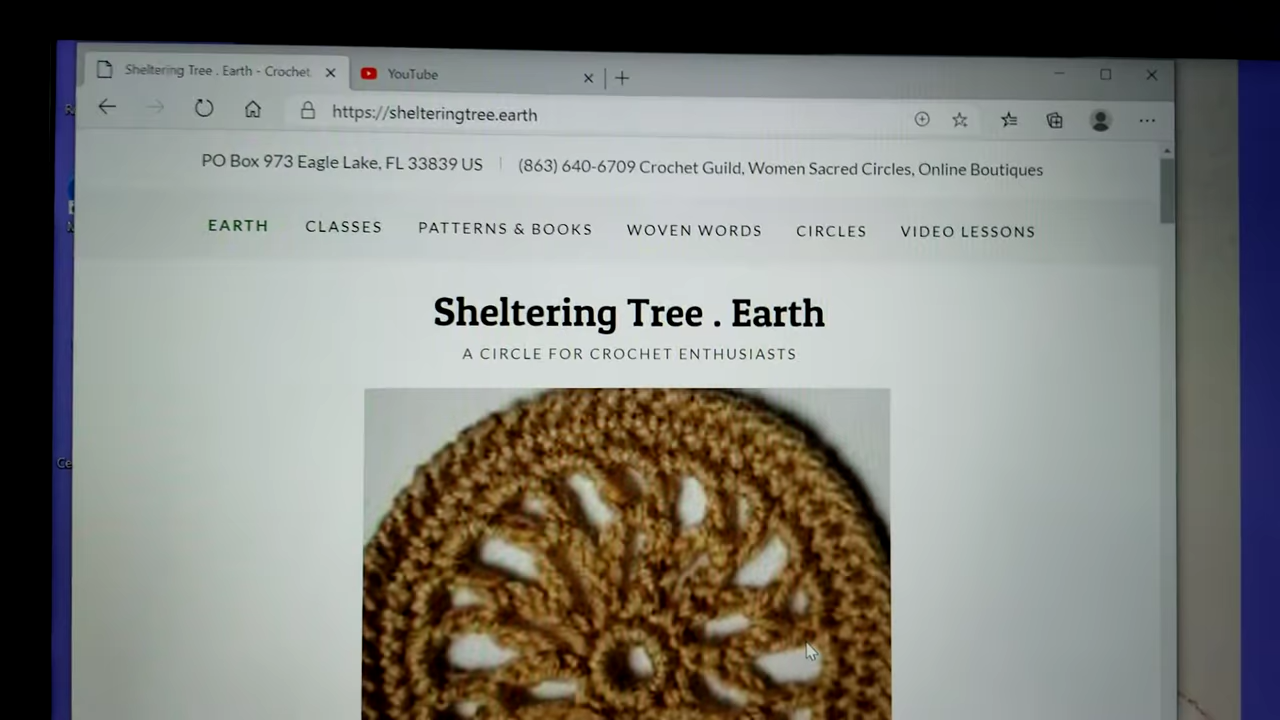 Sheltering Tree . Earth - Crochet
YouTube
https://shelteringtree.earth
PO Box 973 Eagle Lake, FL 33839 US
(863) 640-6709 Crochet Guild, Women Sacred Circles, Online Boutiques
EARTH CLASSES PATTERNS & BOOKS WOVEN WORDS CIRCLES VIDEO LESSONS
Sheltering Tree . Earth
A CIRCLE FOR CROCHET ENTHUSIASTS
Ce